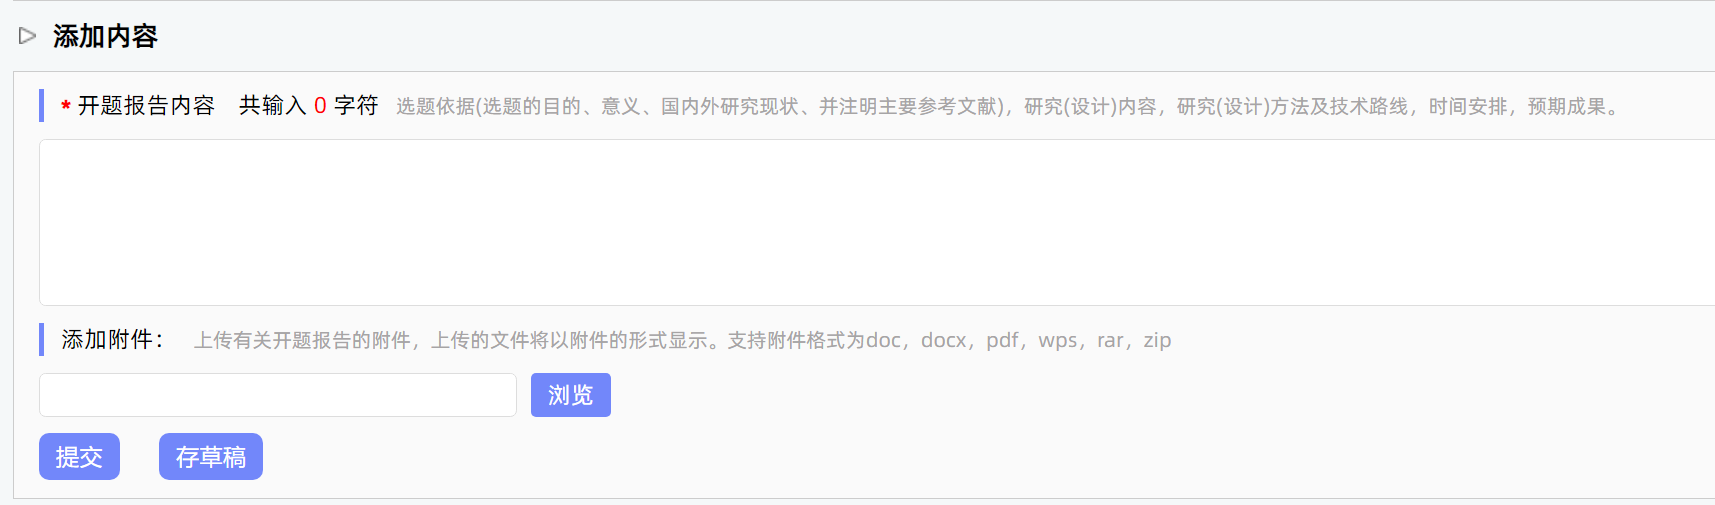 添加内容
* 开题报告内容 共输入 0 字符 选题依据(选题的目的、意义、国内外研究现状、并注明主要参考文献)，研究(设计)内容，研究(设计)方法及技术路线，时间安排，预期成果。
添加附件： 上传有关开题报告的附件，上传的文件将以附件的形式显示。支持附件格式为doc，docx，pdf，wps，rar，zip
浏览
提交 存草稿